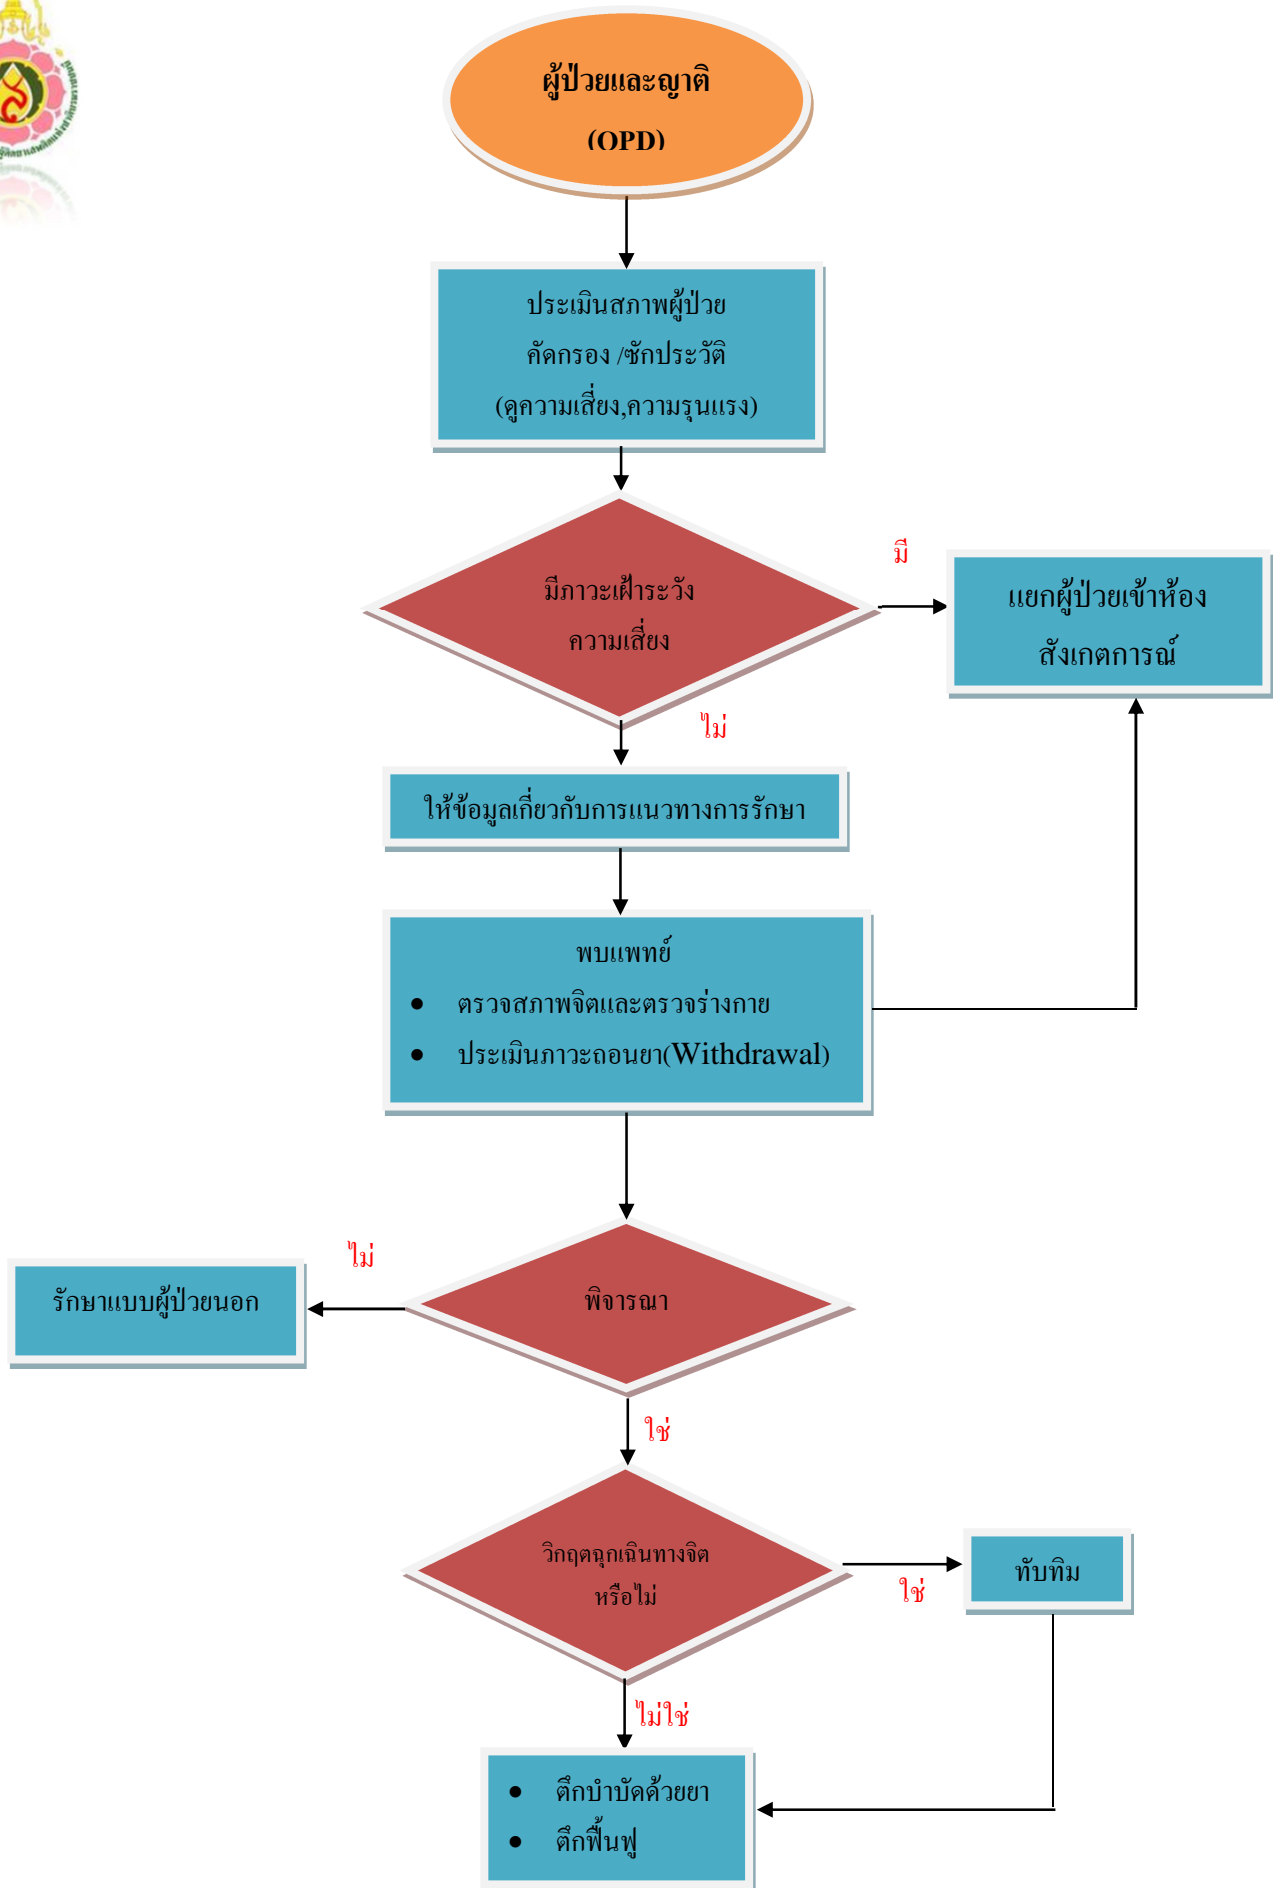 ผู้ป่วยและญาติ
(OPD)
ประเมินสภาพผู้ป่วย
คัดกรอง /ซักประวัติ
(ดูความเสี่ยง,ความรุนแรง)
มีภาวะเฝ้าระวัง
ความเสี่ยง
มี
แยกผู้ป่วยเข้าห้อง
สังเกตการณ์
ไม่
ให้ข้อมูลเกี่ยวกับการแนวทางการรักษา
พบแพทย์
• ตรวจสภาพจิตและตรวจร่างกาย
• ประเมินภาวะถอนยา(Withdrawal)
พิจารณา
ไม่
รักษาแบบผู้ป่วยนอก
ใช่
วิกฤตฉุกเฉินทางจิต
หรือไม่
ใช่
ทับทิม
ไม่ใช่
• ตึกบำบัดด้วยยา
• ตึกฟื้นฟู